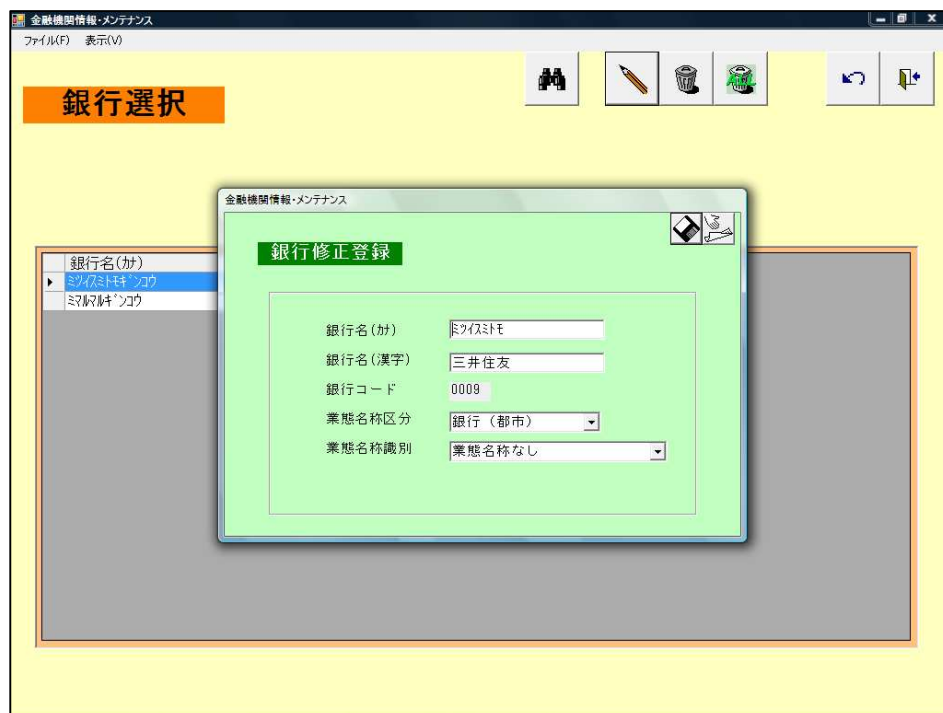 金融機関情報・メンテナンス
ファイル(F) 表示(V)
銀行選択
金融機関情報・メンテナンス
銀行修正登録
銀行名(ｶﾅ)
ﾐﾂｲｽﾐﾄﾓｷﾞﾝｺｳ
ﾐﾏﾙﾏﾙｷﾞﾝｺｳ
銀行名(ｶﾅ) ﾐﾂｲｽﾐﾄﾓ
銀行名(漢字) 三井住友
銀行コード 0009
業態名称区分 銀行（都市）
業態名称識別 業態名称なし